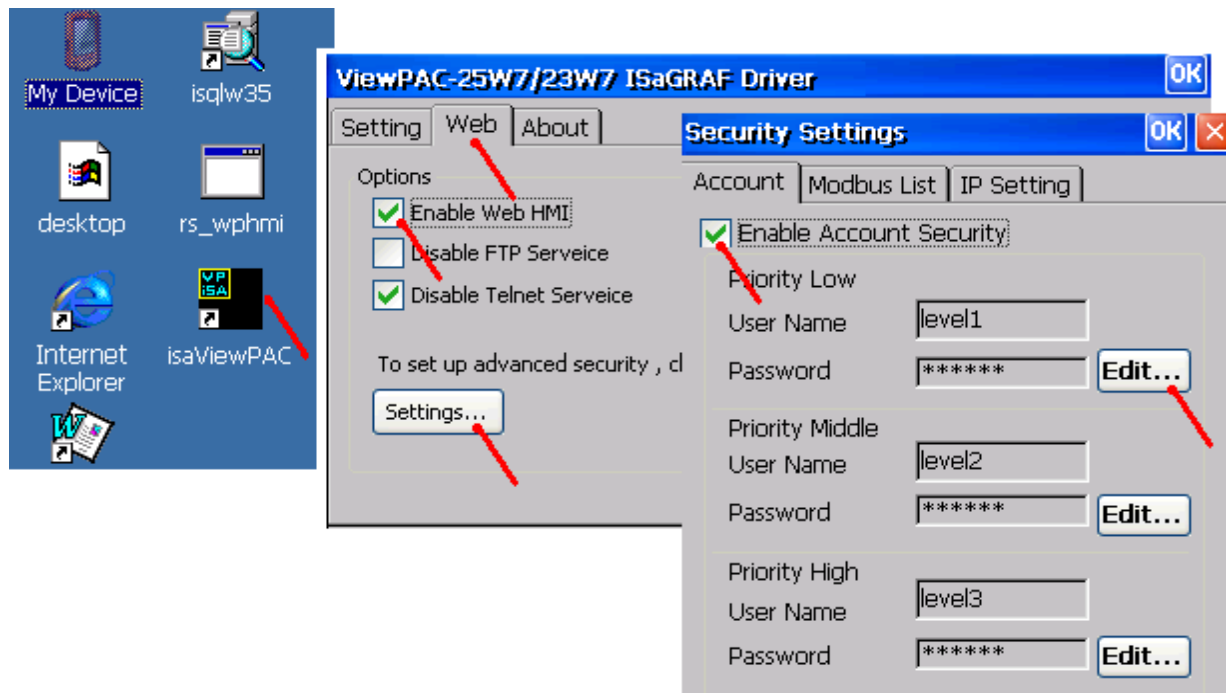 My Device
isqlw35
desktop
rs_wphmi
VP
iSA
Internet
Explorer
isaViewPAC
W
ViewPAC-25W7/23W7 ISaGRAF Driver
OK
Setting
Web
About
Options
Enable Web HMI
Disable FTP Serveice
Disable Telnet Serveice
To set up advanced security , cl
Settings...
Security Settings
OK
Account
Modbus List
IP Setting
Enable Account Security
Priority Low
User Name
level1
Password
******
Edit...
Priority Middle
User Name
level2
Password
******
Edit...
Priority High
User Name
level3
Password
******
Edit...